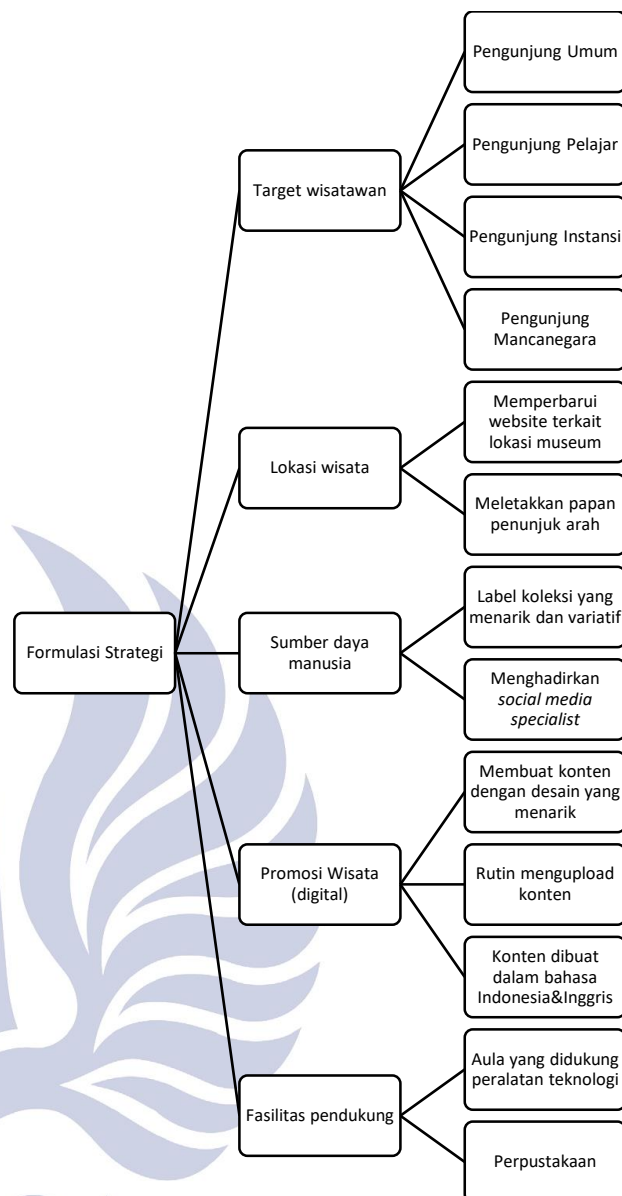 Formulasi Strategi
Target wisatawan
Pengunjung Umum
Pengunjung Pelajar
Pengunjung Instansi
Pengunjung
Mancanegara
Lokasi wisata
Memperbarui
website terkait
lokasi museum
Meletakkan papan
penunjuk arah
Sumber daya
manusia
Label koleksi yang
menarik dan variatif
Menghadirkan
social media
specialist
Promosi Wisata
(digital)
Membuat konten
dengan desain yang
menarik
Rutin mengupload
konten
Konten dibuat
dalam bahasa
Indonesia&Inggris
Fasilitas pendukung
Aula yang didukung
peralatan teknologi
Perpustakaan